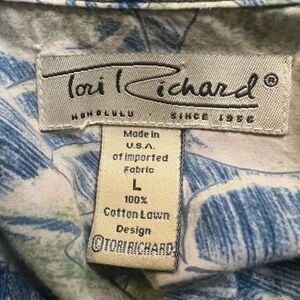 Tori Richard®
HONOLULU SINCE 1956
Made in
U.S.A.
of imported
Fabric
L
100%
Cotton Lawn
Design
©TORI RICHARD